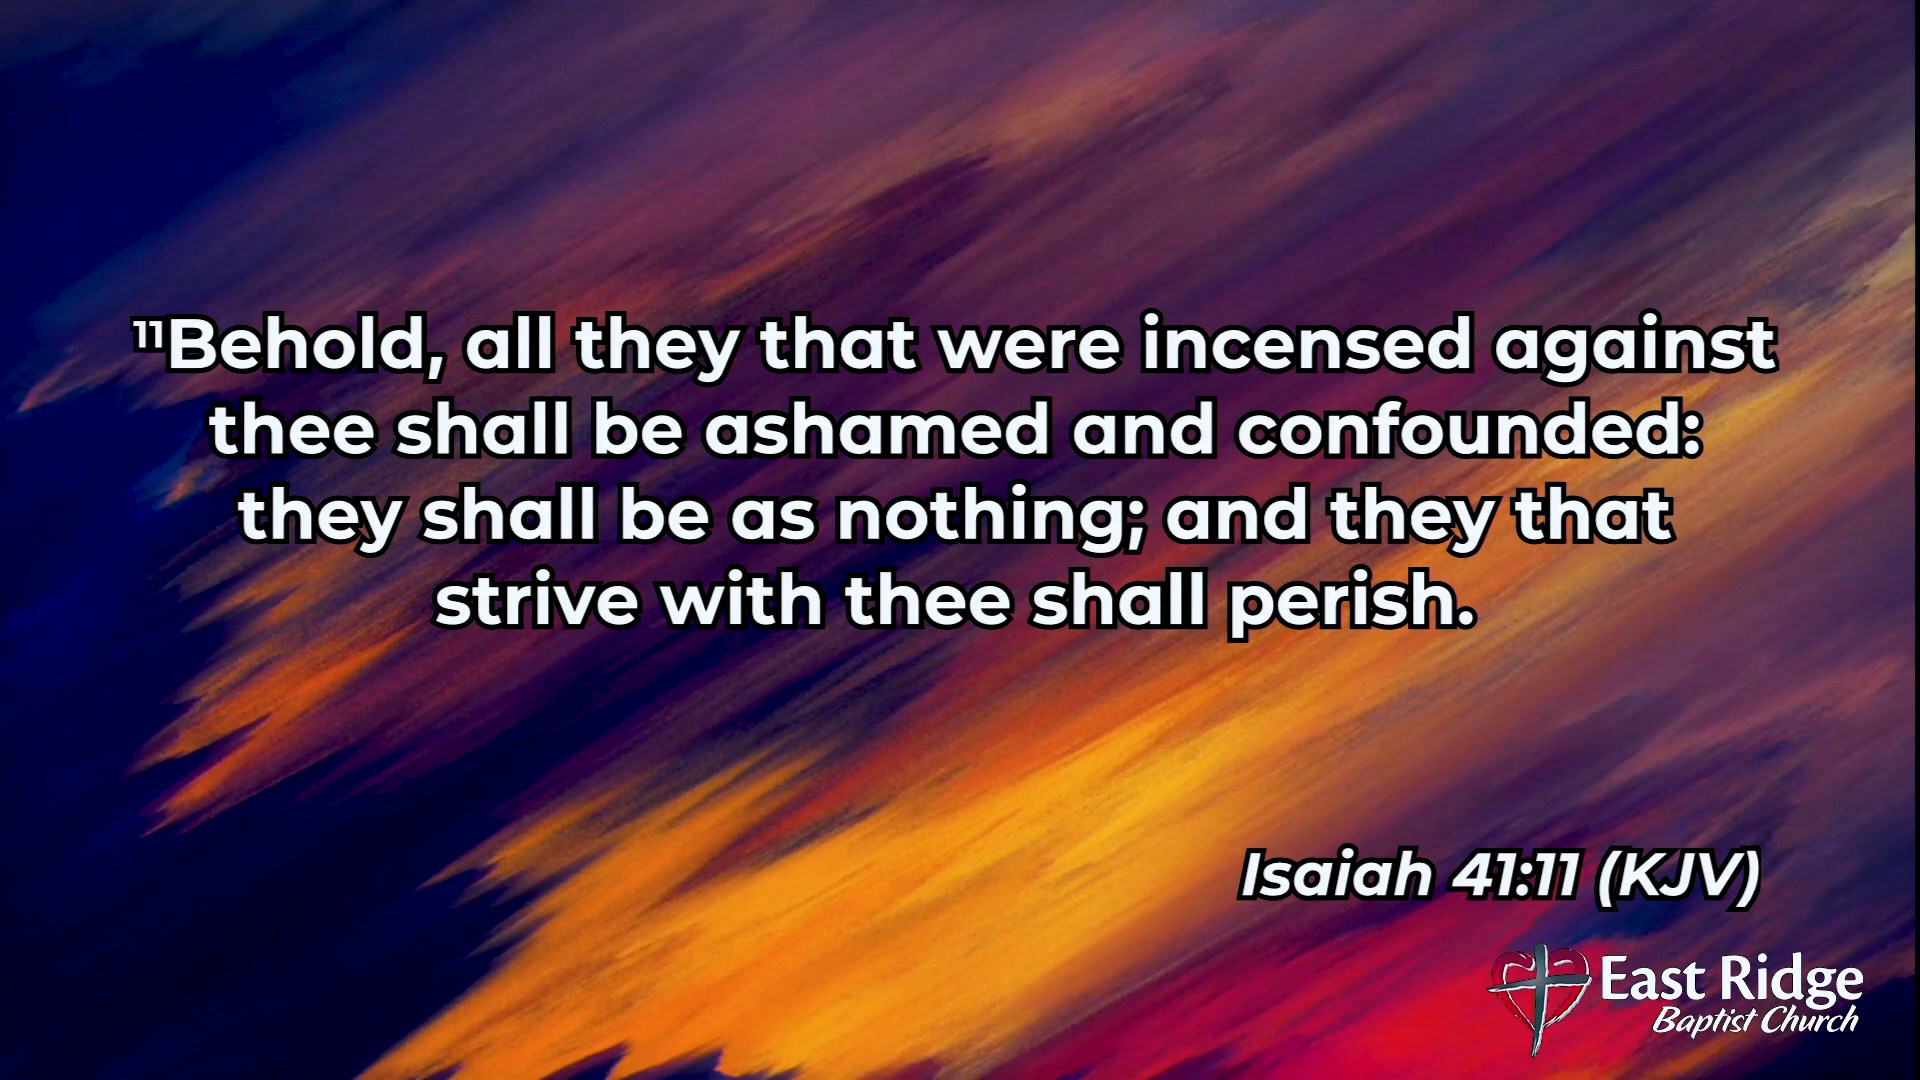 ¹¹Behold, all they that were incensed against
thee shall be ashamed and confounded:
they shall be as nothing; and they that
strive with thee shall perish.
Isaiah 41:11 (KJV)
East Ridge
Baptist Church